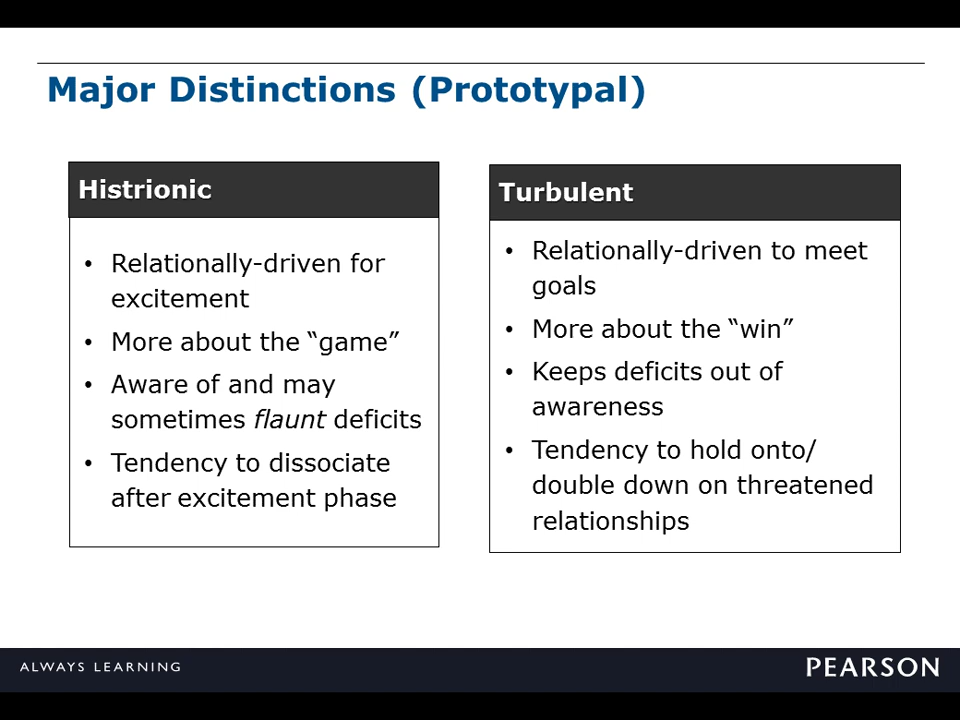 Major Distinctions (Prototypal)
Histrionic
• Relationally-driven for
excitement
• More about the “game”
• Aware of and may
sometimes flaunt deficits
• Tendency to dissociate
after excitement phase
Turbulent
• Relationally-driven to meet
goals
• More about the “win”
• Keeps deficits out of
awareness
• Tendency to hold onto/
double down on threatened
relationships
ALWAYS LEARNING
PEARSON